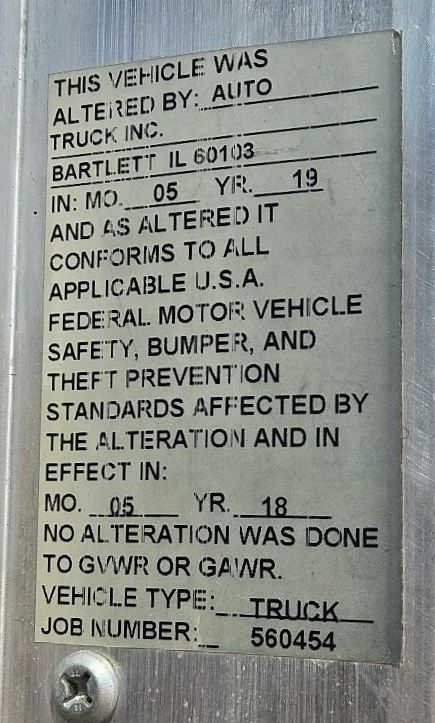 THIS VEHICLE WAS
ALTERED BY: AUTO
TRUCK INC.
BARTLETT IL 60103
IN: MO. 05 YR. 19
AND AS ALTERED IT
CONFORMS TO ALL
APPLICABLE U.S.A.
FEDERAL MOTOR VEHICLE
SAFETY, BUMPER, AND
THEFT PREVENTION
STANDARDS AFFECTED BY
THE ALTERATION AND IN
EFFECT IN:
MO. 05 YR. 18
NO ALTERATION WAS DONE
TO GVWR OR GAWR.
VEHICLE TYPE: TRUCK
JOB NUMBER: 560454